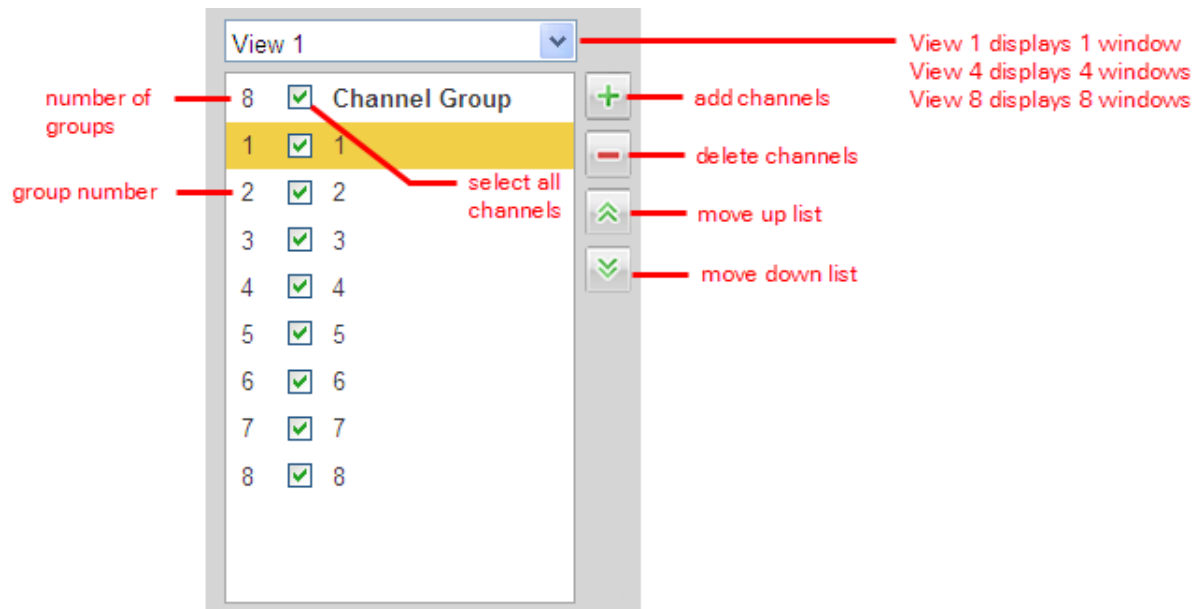 View 1
View 1 displays 1 window
View 4 displays 4 windows
View 8 displays 8 windows
number of
groups
8 Channel Group
add channels
1 1
delete channels
group number
2 2
select all
channels
move up list
3 3
move down list
4 4
5 5
6 6
7 7
8 8